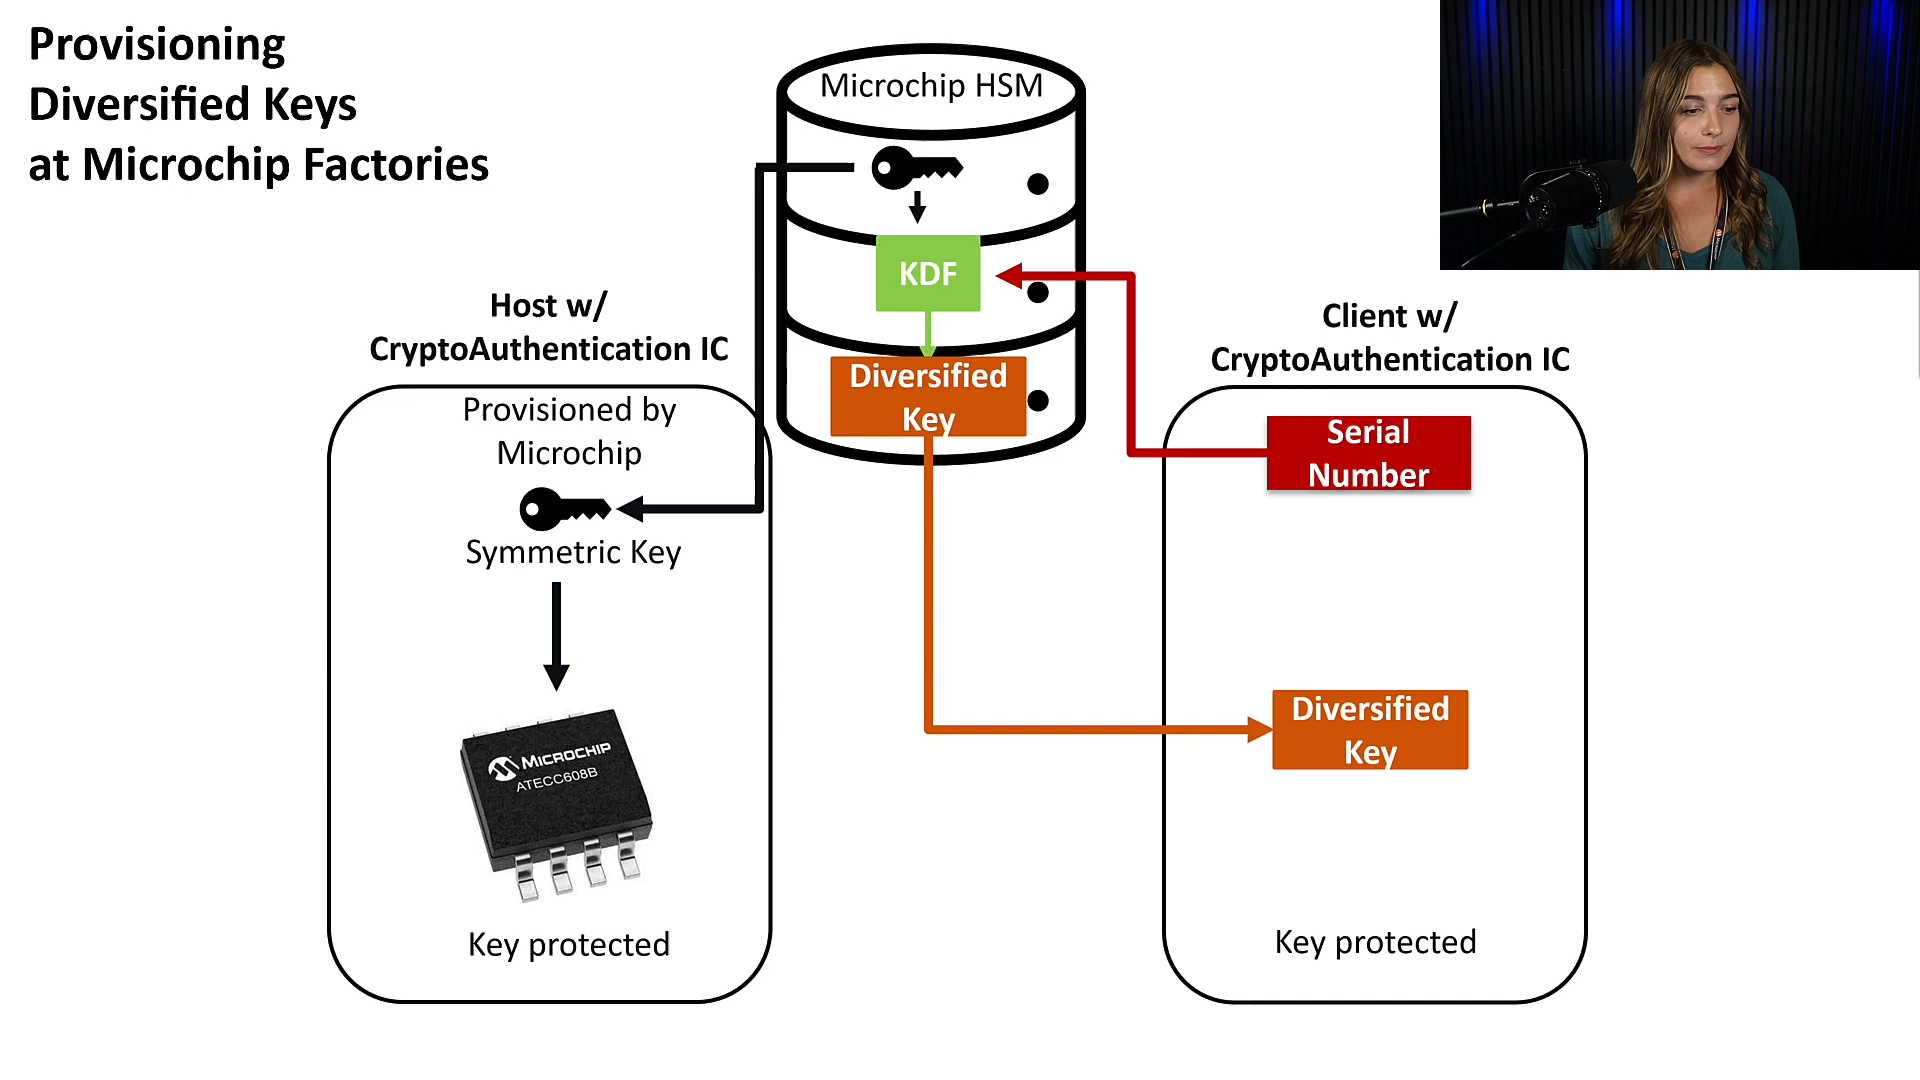 Provisioning
Diversified Keys
at Microchip Factories
Microchip HSM
KDF
Diversified
Key
Host w/
CryptoAuthentication IC
Provisioned by
Microchip
Symmetric Key
MICROCHIP
ATECC608B
Key protected
Client w/
CryptoAuthentication IC
Serial
Number
Diversified
Key
Key protected